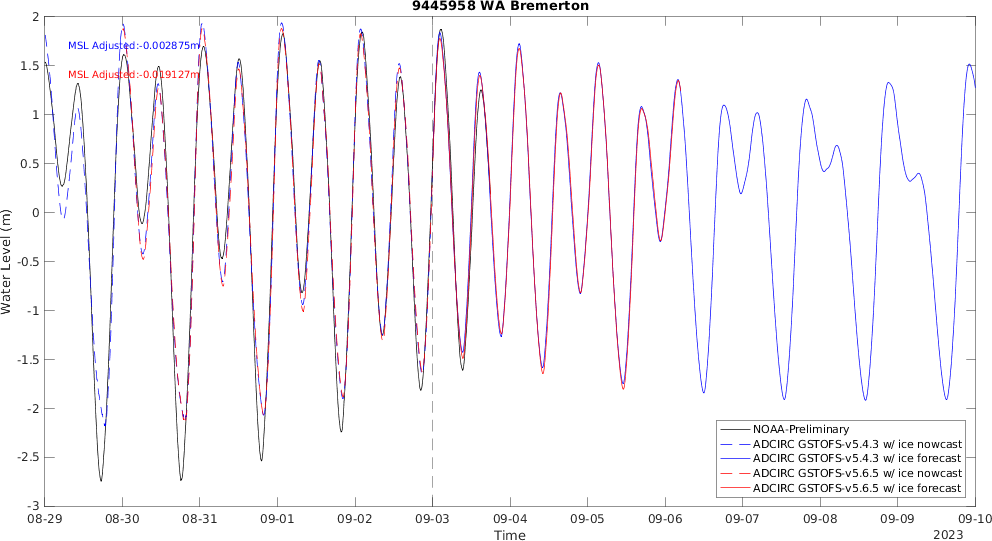 9445958 WA Bremerton
MSL Adjusted:-0.002875m
MSL Adjusted:-0.019127m
Water Level (m)
2
1.5
1
0.5
0
-0.5
-1
-1.5
-2
-2.5
-3
NOAA-Preliminary
ADCIRC GSTOFS-v5.4.3 w/ ice nowcast
ADCIRC GSTOFS-v5.4.3 w/ ice forecast
ADCIRC GSTOFS-v5.6.5 w/ ice nowcast
ADCIRC GSTOFS-v5.6.5 w/ ice forecast
08-29 08-30 08-31 09-01 09-02 09-03 09-04 09-05 09-06 09-07 09-08 09-09 09-10
Time
2023